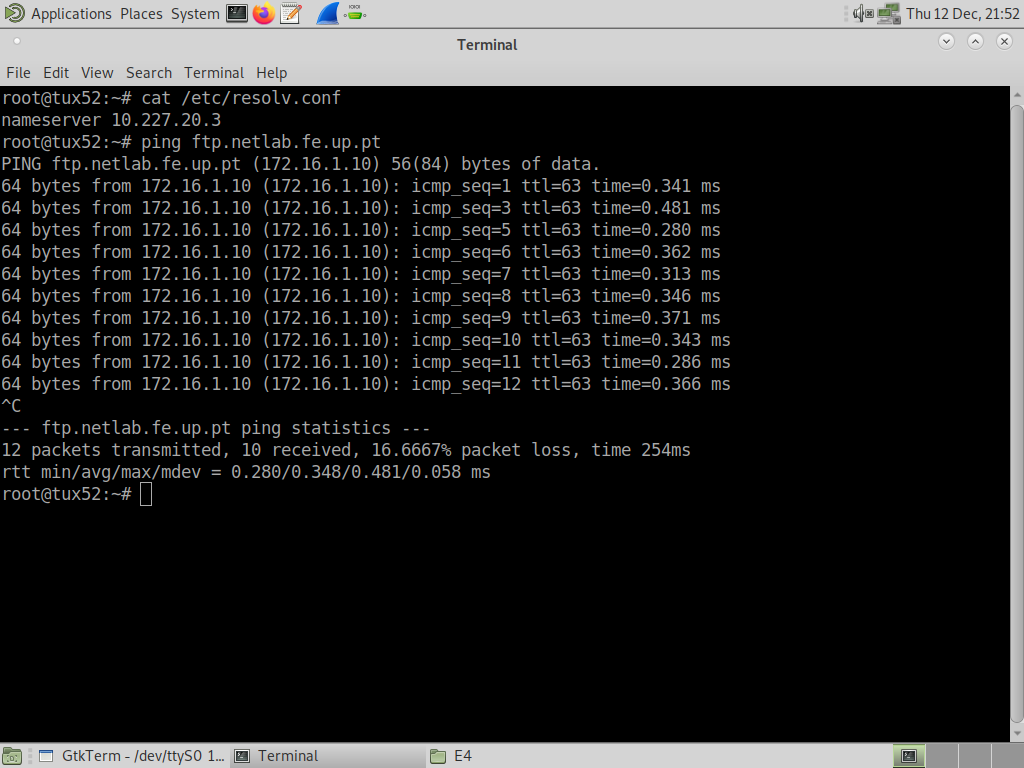 Applications Places System Thu 12 Dec, 21:52
Terminal
File Edit View Search Terminal Help
root@tux52:~# cat /etc/resolv.conf
nameserver 10.227.20.3
root@tux52:~# ping ftp.netlab.fe.up.pt
PING ftp.netlab.fe.up.pt (172.16.1.10) 56(84) bytes of data.
64 bytes from 172.16.1.10 (172.16.1.10): icmp_seq=1 ttl=63 time=0.341 ms
64 bytes from 172.16.1.10 (172.16.1.10): icmp_seq=3 ttl=63 time=0.481 ms
64 bytes from 172.16.1.10 (172.16.1.10): icmp_seq=5 ttl=63 time=0.280 ms
64 bytes from 172.16.1.10 (172.16.1.10): icmp_seq=6 ttl=63 time=0.362 ms
64 bytes from 172.16.1.10 (172.16.1.10): icmp_seq=7 ttl=63 time=0.313 ms
64 bytes from 172.16.1.10 (172.16.1.10): icmp_seq=8 ttl=63 time=0.346 ms
64 bytes from 172.16.1.10 (172.16.1.10): icmp_seq=9 ttl=63 time=0.371 ms
64 bytes from 172.16.1.10 (172.16.1.10): icmp_seq=10 ttl=63 time=0.343 ms
64 bytes from 172.16.1.10 (172.16.1.10): icmp_seq=11 ttl=63 time=0.286 ms
64 bytes from 172.16.1.10 (172.16.1.10): icmp_seq=12 ttl=63 time=0.366 ms
^C
--- ftp.netlab.fe.up.pt ping statistics ---
12 packets transmitted, 10 received, 16.6667% packet loss, time 254ms
rtt min/avg/max/mdev = 0.280/0.348/0.481/0.058 ms
root@tux52:~#
GtkTerm - /dev/ttyS0 1... Terminal E4